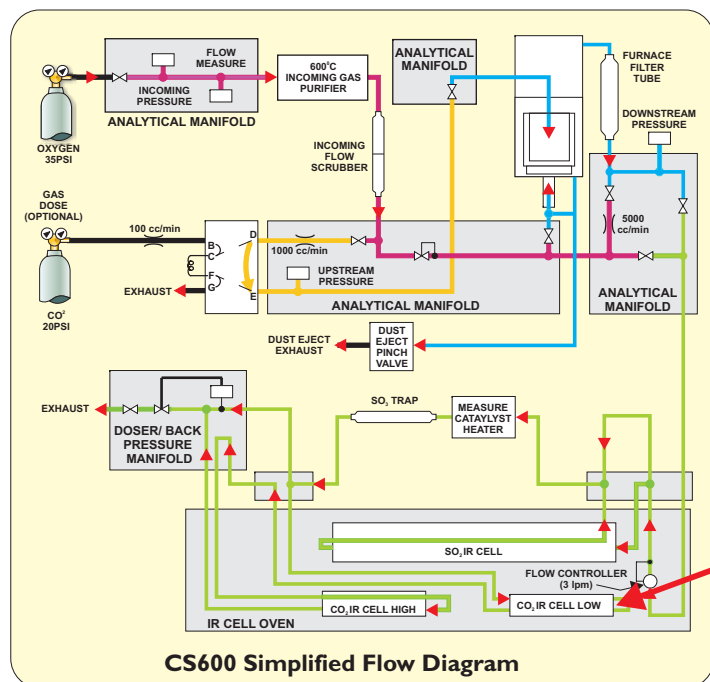 FLOW
MEASURE
INCOMING
PRESSURE
ANALYTICAL MANIFOLD
OXYGEN
35PSI
600°C
INCOMING GAS
PURIFIER
ANALYTICAL
MANIFOLD
FURNACE
FILTER
TUBE
DOWNSTREAM
PRESSURE
INCOMING
FLOW
SCRUBBER
GAS
DOSE
(OPTIONAL)
100 cc/min
CO²
20PSI
B
C
F
G
D
E
EXHAUST
1000 cc/min
UPSTREAM
PRESSURE
ANALYTICAL MANIFOLD
5000
cc/min
ANALYTICAL
MANIFOLD
DUST EJECT
EXHAUST
DUST
EJECT
PINCH
VALVE
EXHAUST
DOSER/ BACK
PRESSURE
MANIFOLD
SO₃ TRAP
MEASURE
CATALYST
HEATER
SO₂ IR CELL
FLOW CONTROLLER
(3 lpm)
CO₂ IR CELL HIGH
CO₂ IR CELL LOW
IR CELL OVEN
CS600 Simplified Flow Diagram